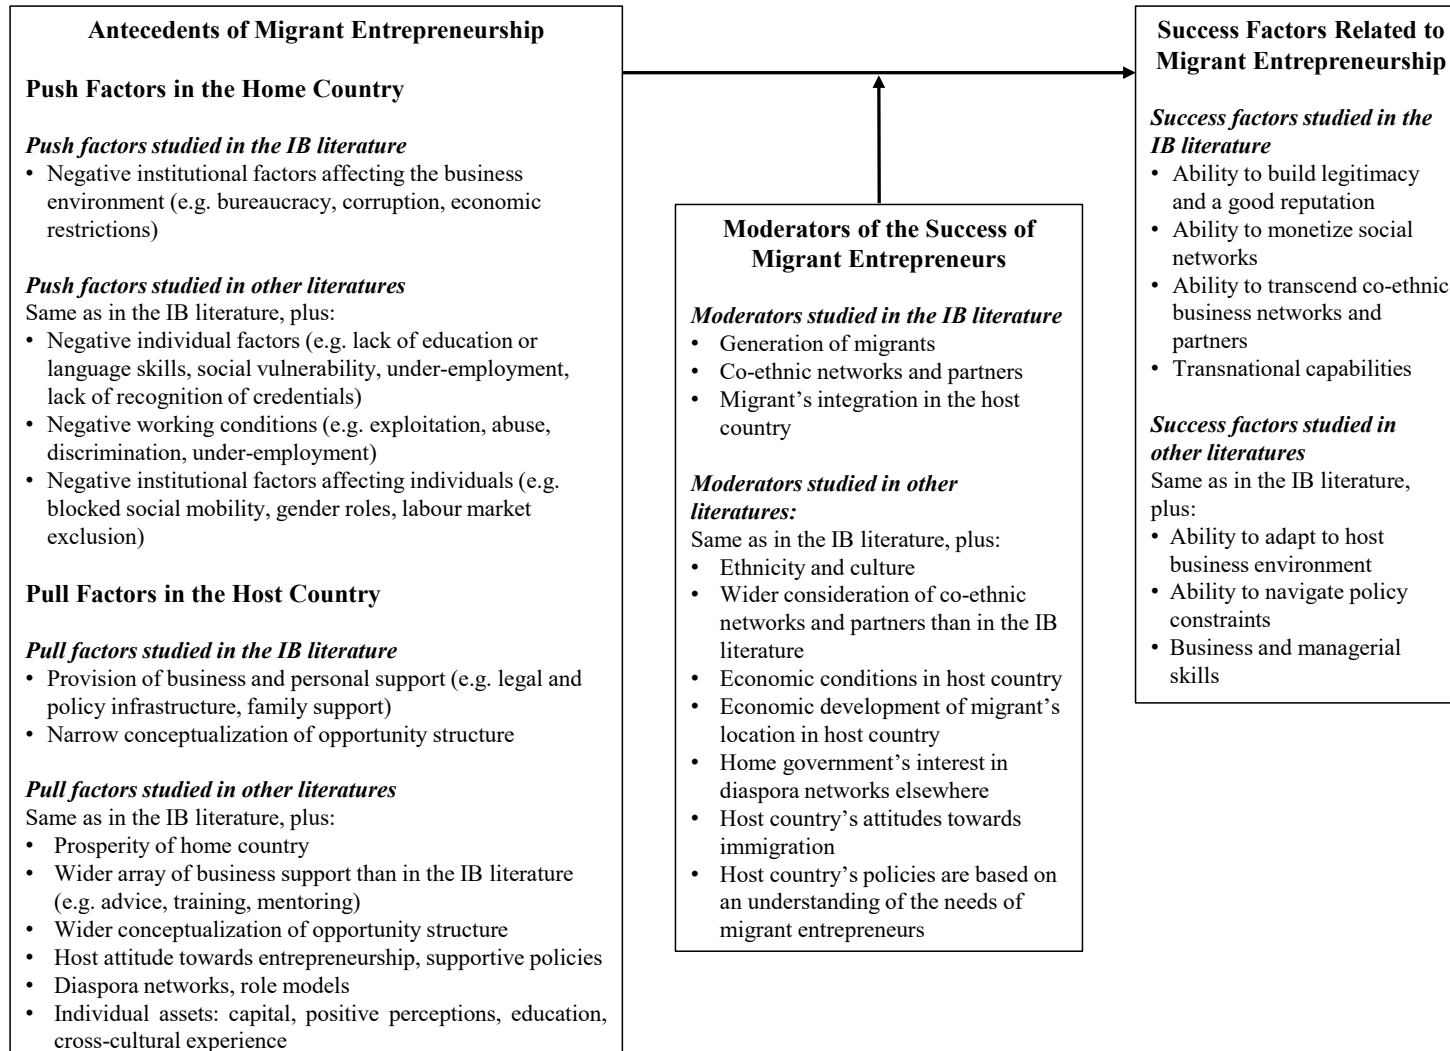 Antecedents of Migrant Entrepreneurship
Push Factors in the Home Country
Push factors studied in the IB literature
• Negative institutional factors affecting the business
environment (e.g. bureaucracy, corruption, economic
restrictions)
Push factors studied in other literatures
Same as in the IB literature, plus:
• Negative individual factors (e.g. lack of education or
language skills, social vulnerability, under-employment,
lack of recognition of credentials)
• Negative working conditions (e.g. exploitation, abuse,
discrimination, under-employment)
• Negative institutional factors affecting individuals (e.g.
blocked social mobility, gender roles, labour market
exclusion)
Pull Factors in the Host Country
Pull factors studied in the IB literature
• Provision of business and personal support (e.g. legal and
policy infrastructure, family support)
• Narrow conceptualization of opportunity structure
Pull factors studied in other literatures
Same as in the IB literature, plus:
• Prosperity of home country
• Wider array of business support than in the IB literature
(e.g. advice, training, mentoring)
• Wider conceptualization of opportunity structure
• Host attitude towards entrepreneurship, supportive policies
• Diaspora networks, role models
• Individual assets: capital, positive perceptions, education,
cross-cultural experience
Moderators of the Success of
Migrant Entrepreneurs
Moderators studied in the IB literature
• Generation of migrants
• Co-ethnic networks and partners
• Migrant's integration in the host
country
Moderators studied in other
literatures:
Same as in the IB literature, plus:
• Ethnicity and culture
• Wider consideration of co-ethnic
networks and partners than in the IB
literature
• Economic conditions in host country
• Economic development of migrant's
location in host country
• Home government's interest in
diaspora networks elsewhere
• Host country's attitudes towards
immigration
• Host country's policies are based on
an understanding of the needs of
migrant entrepreneurs
Success Factors Related to
Migrant Entrepreneurship
Success factors studied in the
IB literature
• Ability to build legitimacy
and a good reputation
• Ability to monetize social
networks
• Ability to transcend co-ethnic
business networks and
partners
• Transnational capabilities
Success factors studied in
other literatures
Same as in the IB literature,
plus:
• Ability to adapt to host
business environment
• Ability to navigate policy
constraints
• Business and managerial
skills